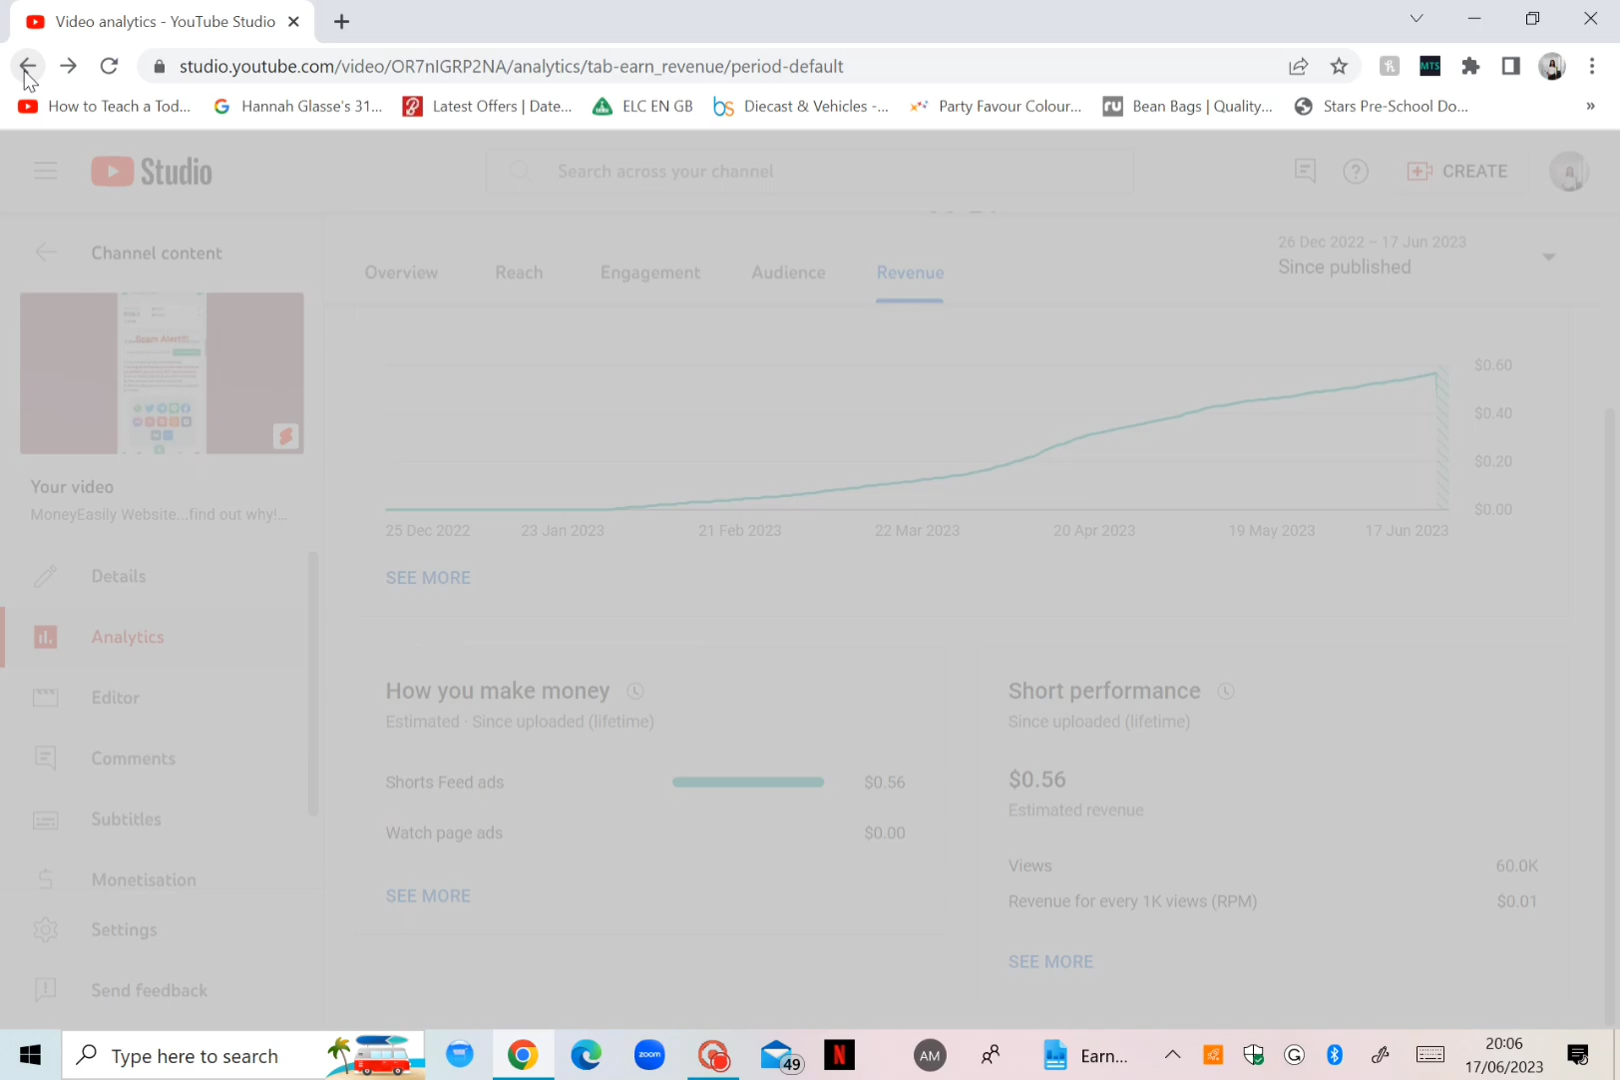 Video analytics - YouTube Studio
studio.youtube.com/video/OR7nIGRP2NA/analytics/tab-earn_revenue/period-default
MTS
How to Teach a Tod...
Hannah Glasse's 31...
Latest Offers | Date...
ELC EN GB
Diecast & Vehicles -...
Party Favour Colour...
ru
Bean Bags | Quality...
Stars Pre-School Do...
»
Studio
Search across your channel
CREATE
Channel content
Overview
Reach
Engagement
Audience
Revenue
26 Dec 2022 – 17 Jun 2023
Since published
Scam Alert!!
Your video
MoneyEasily Website...find out why!...
Details
Analytics
Editor
Comments
Subtitles
Monetisation
Settings
Send feedback
$0.60
$0.40
$0.20
$0.00
25 Dec 2022
23 Jan 2023
21 Feb 2023
22 Mar 2023
20 Apr 2023
19 May 2023
17 Jun 2023
SEE MORE
How you make money
Estimated · Since uploaded (lifetime)
Shorts Feed ads
$0.56
Watch page ads
$0.00
SEE MORE
Short performance
Since uploaded (lifetime)
$0.56
Estimated revenue
Views
60.0K
Revenue for every 1K views (RPM)
$0.01
SEE MORE
Type here to search
zoom
49
N
AM
Earn...
20:06
17/06/2023